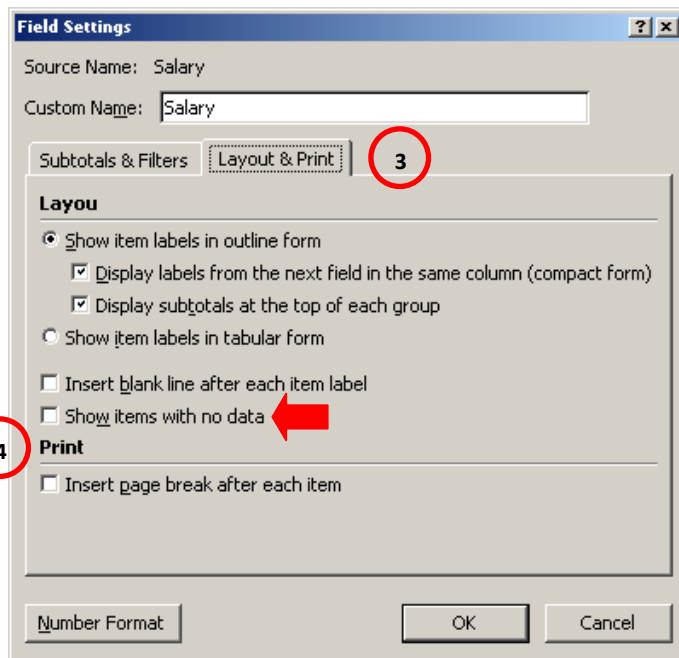 Field Settings
Source Name: Salary
Custom Name: Salary
Subtotals & Filters Layout & Print 3
Layou
Show item labels in outline form
Display labels from the next field in the same column (compact form)
Display subtotals at the top of each group
Show item labels in tabular form
Insert blank line after each item label
Show items with no data
4
Print
Insert page break after each item
Number Format OK Cancel